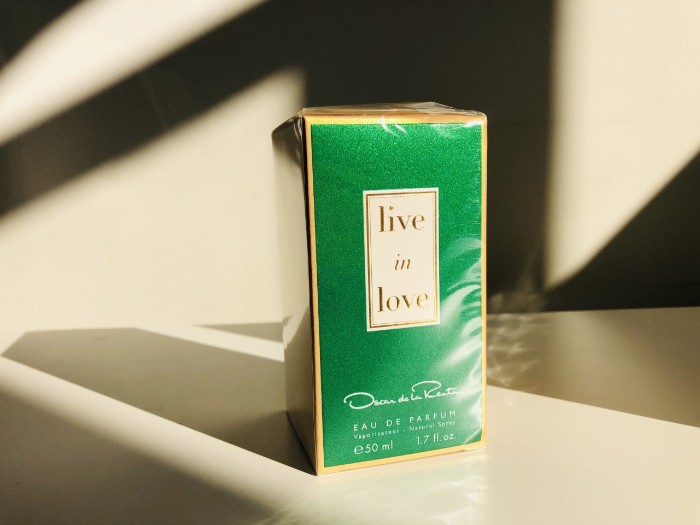 live
in
love
Oscar de la Renta
EAU DE PARFUM
Vaporisateur - Natural Spray
℮50 ml 1.7 fl.oz.